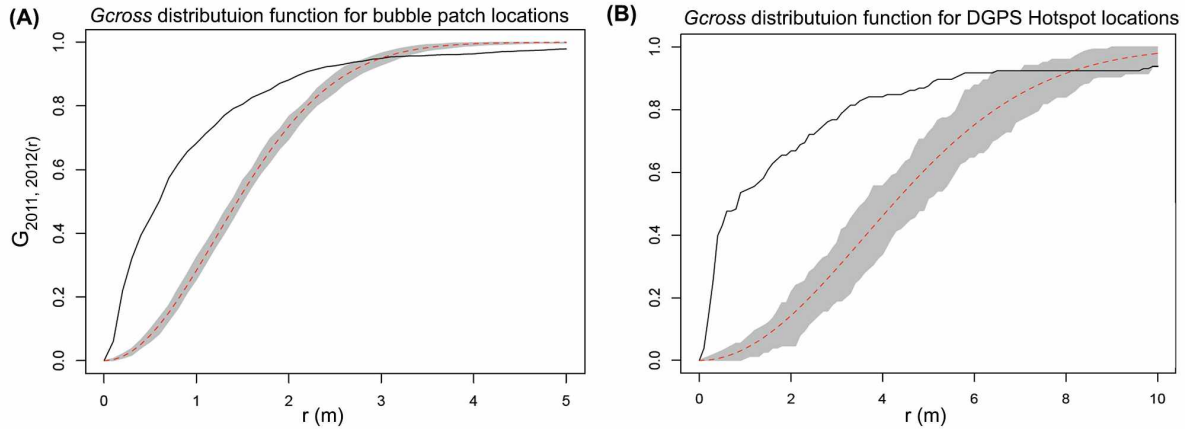 (A) Gcross distributuion function for bubble patch locations
G2011, 2012(r)
1.0
0.8
0.6
0.4
0.2
0.0
0 1 2 3 4 5
r (m)
(B) Gcross distributuion function for DGPS Hotspot locations
1.0
0.8
0.6
0.4
0.2
0.0
0 2 4 6 8 10
r (m)